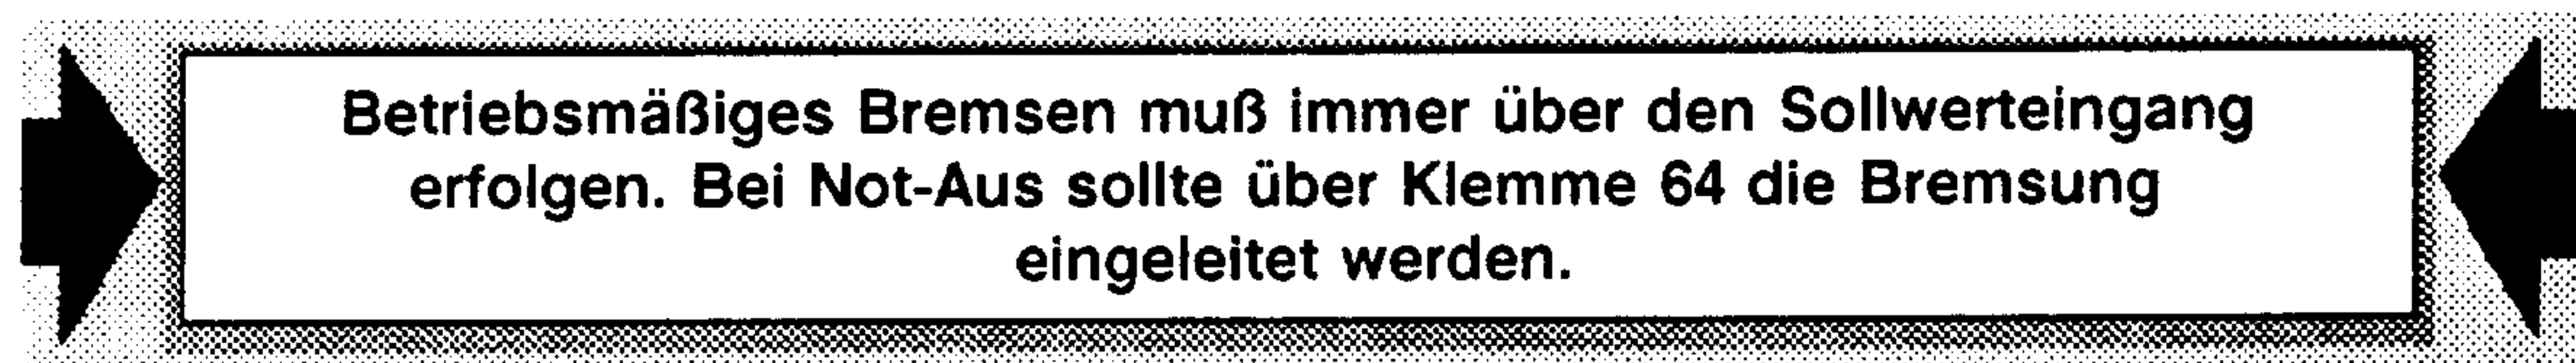 Betriebsmäßiges Bremsen muß immer über den Sollwerteingang
erfolgen. Bei Not-Aus sollte über Klemme 64 die Bremsung
eingeleitet werden.